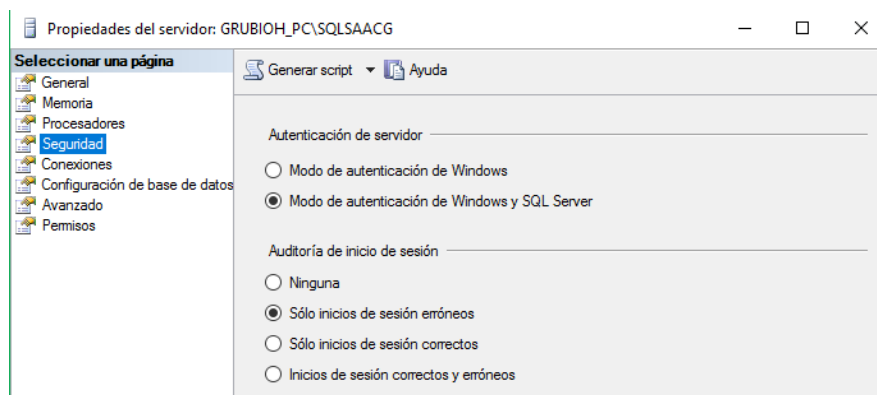 Propiedades del servidor: GRUBIOH_PC\SQLSAACG
Seleccionar una página
General
Memoria
Procesadores
Seguridad
Conexiones
Configuración de base de datos
Avanzado
Permisos
Generar script
Ayuda
Autenticación de servidor
Modo de autenticación de Windows
Modo de autenticación de Windows y SQL Server
Auditoría de inicio de sesión
Ninguna
Sólo inicios de sesión erróneos
Sólo inicios de sesión correctos
Inicios de sesión correctos y erróneos